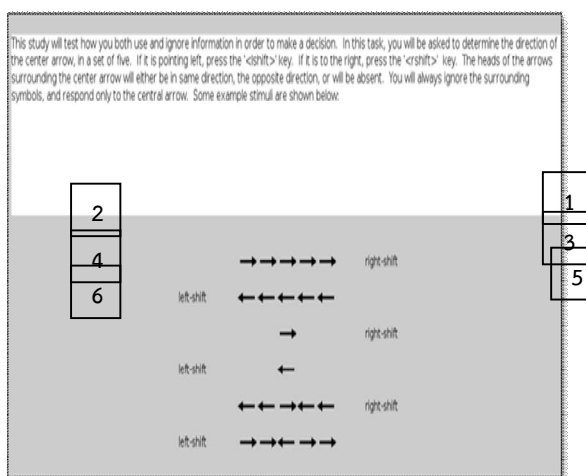 This study will test how you both use and ignore information in order to make a decision. In this task, you will be asked to determine the direction of
the center arrow, in a set of five. If it is pointing left, press the '<lshift>' key. If it is to the right, press the '<rshift>' key. The heads of the arrows
surrounding the center arrow will either be in same direction, the opposite direction, or will be absent. You will always ignore the surrounding
symbols, and respond only to the central arrow. Some example stimuli are shown below:
2
1
4
3
6
5
→→→→→ right-shift
left-shift ←←←←←
→ right-shift
left-shift ←
←←→←← right-shift
left-shift →→←→→